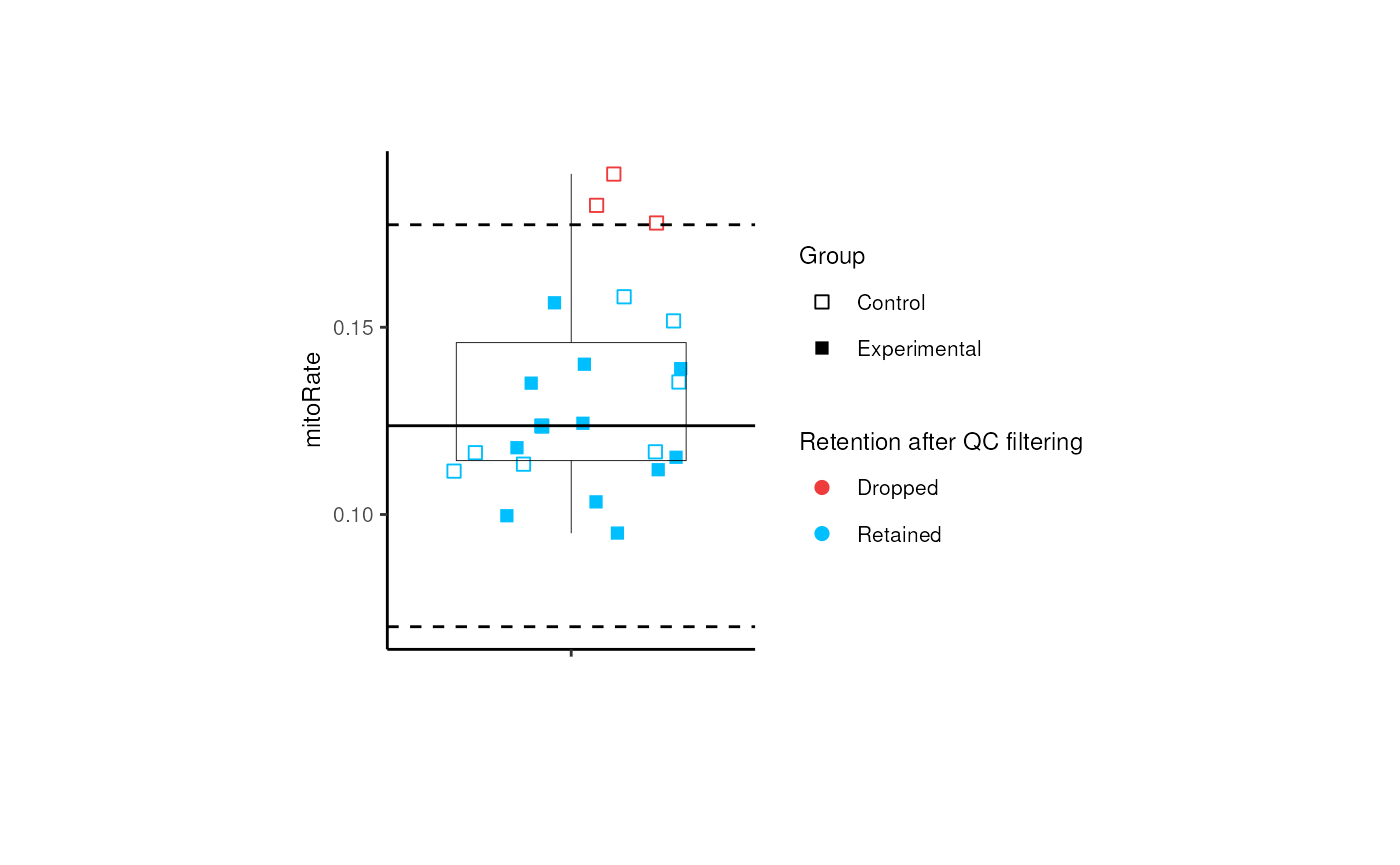 mitoRate
0.15
0.10
Group
Control
Experimental
Retention after QC filtering
Dropped
Retained